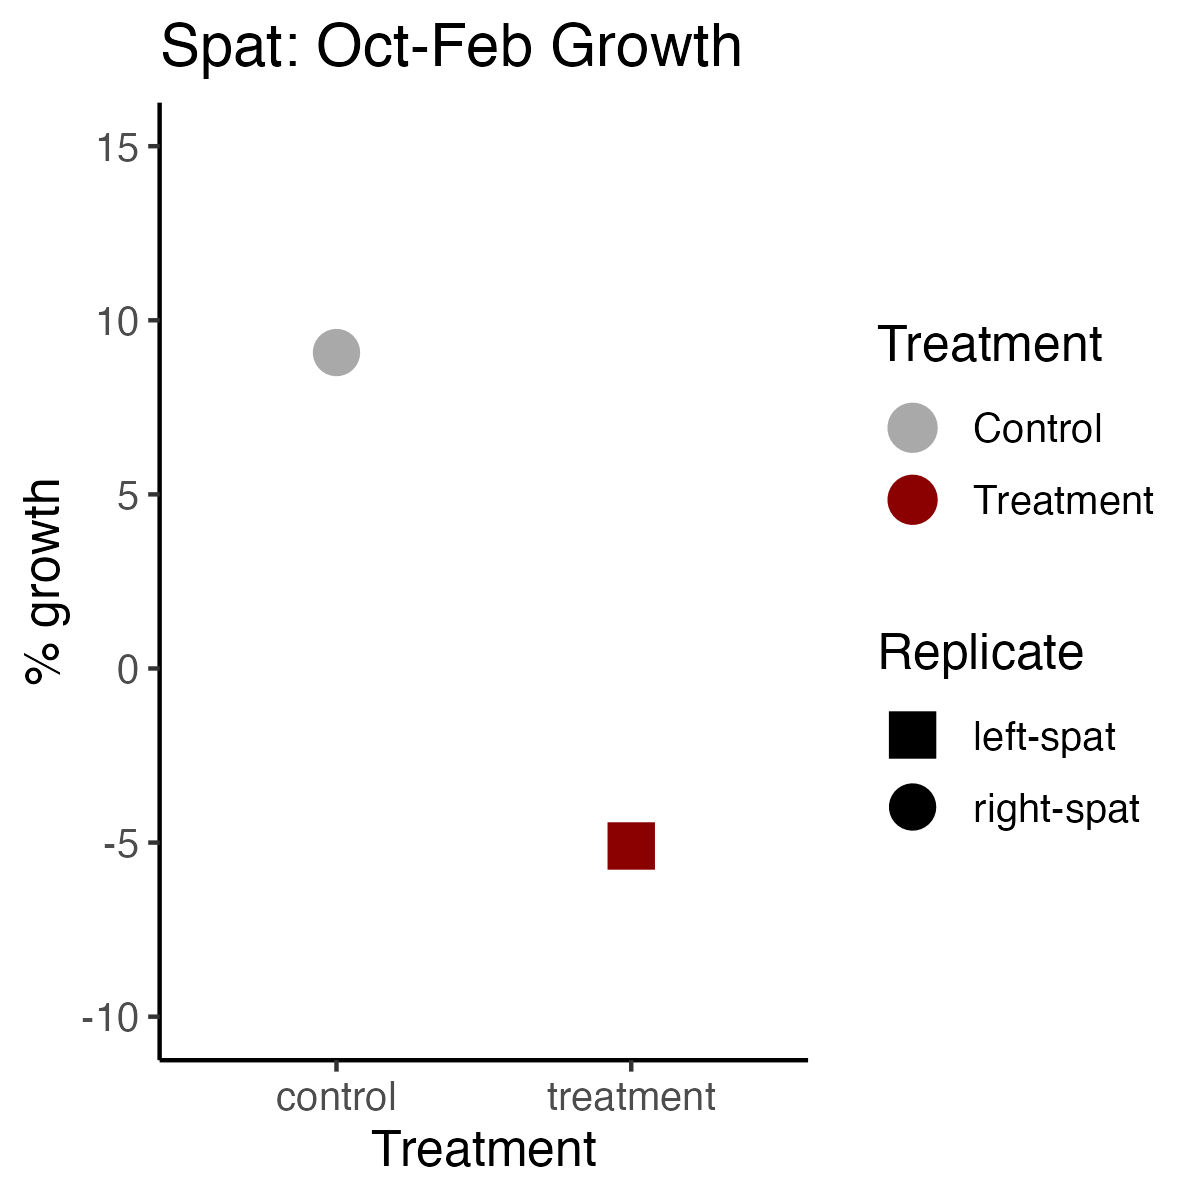 Spat: Oct-Feb Growth
% growth
15
10
5
0
-5
-10
control
treatment
Treatment
Treatment
Control
Treatment
Replicate
left-spat
right-spat